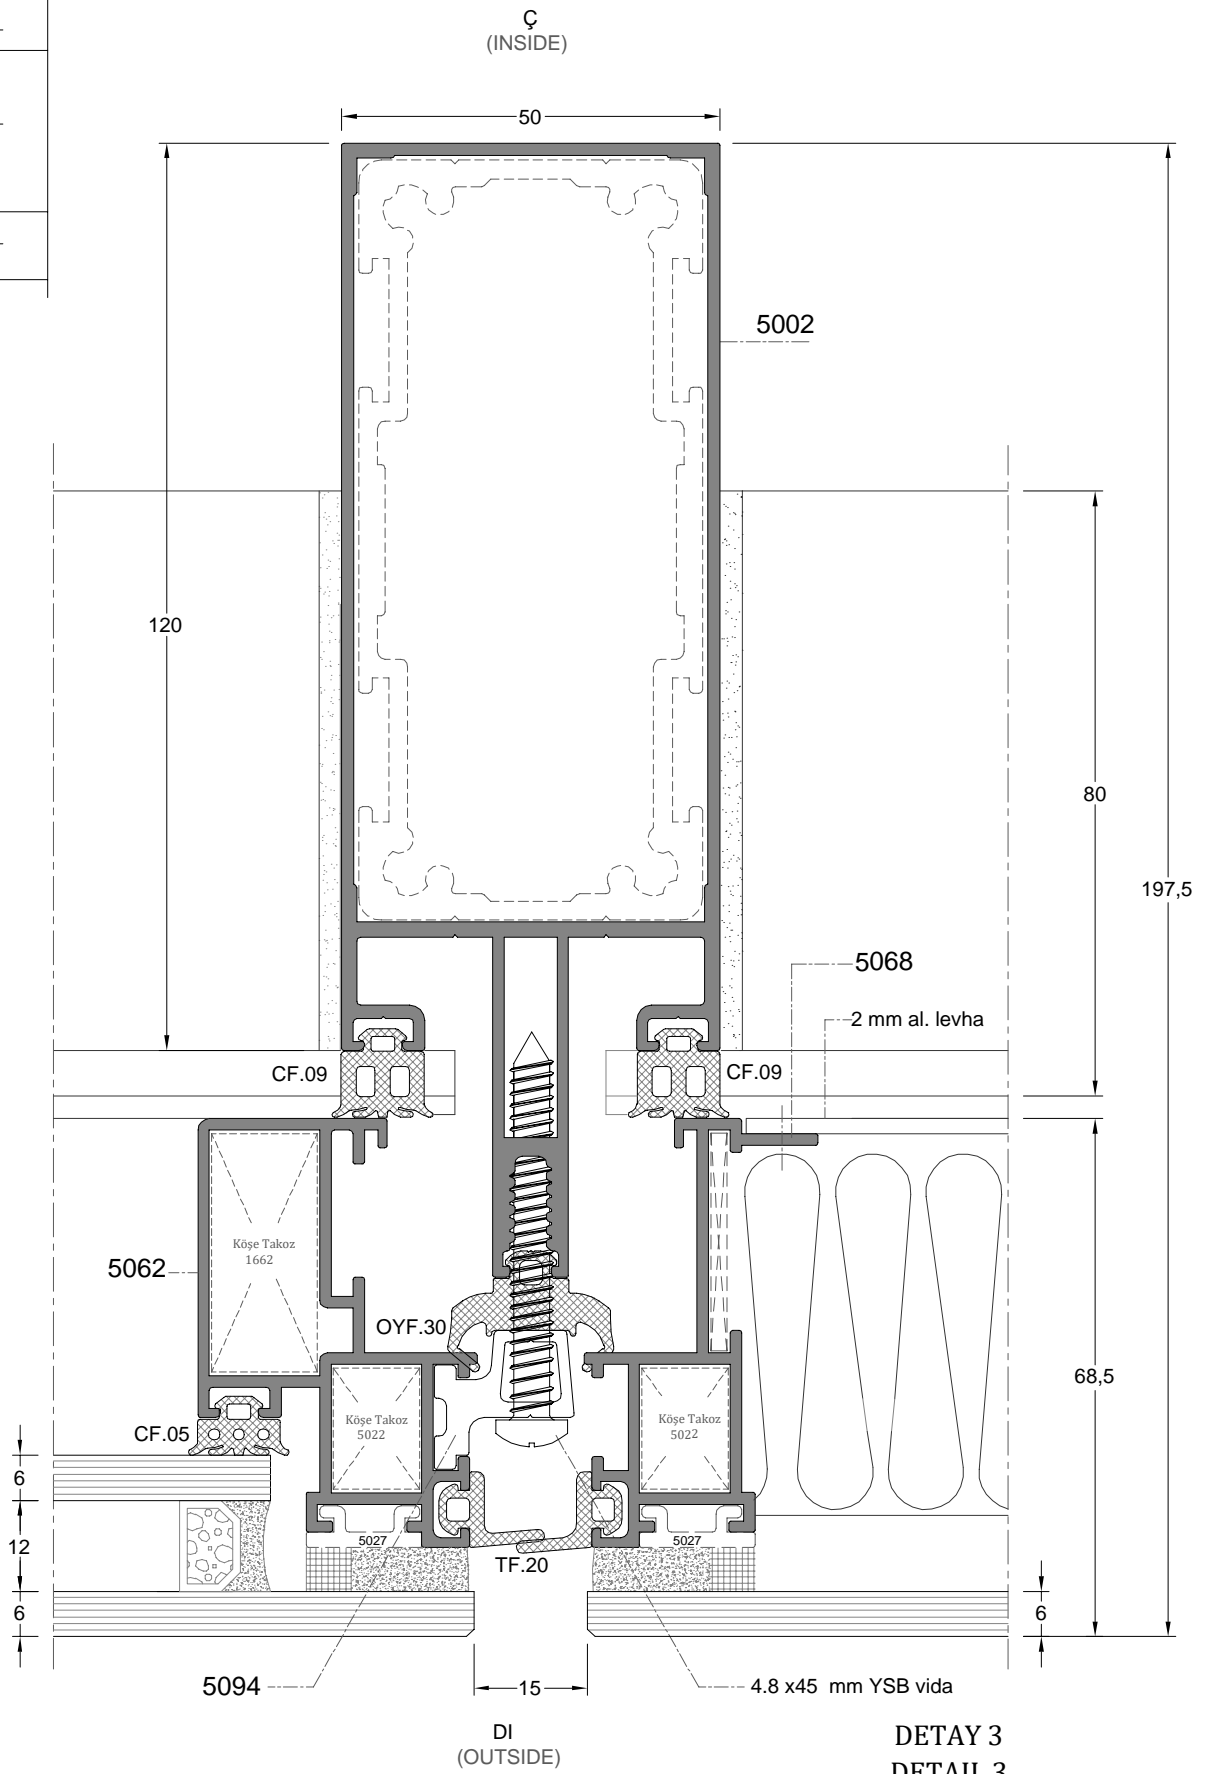 Ç
(INSIDE)
50
5002
120
80
197,5
5068
2 mm al. levha
CF.09
CF.09
Köşe Takoz
1662
5062
OYF.30
68,5
Köşe Takoz
5022
Köşe Takoz
5022
CF.05
6
12
5027
5027
TF.20
6
6
5094
15
4.8 x45 mm YSB vida
DI
(OUTSIDE)
DETAY 3
DETAIL 3